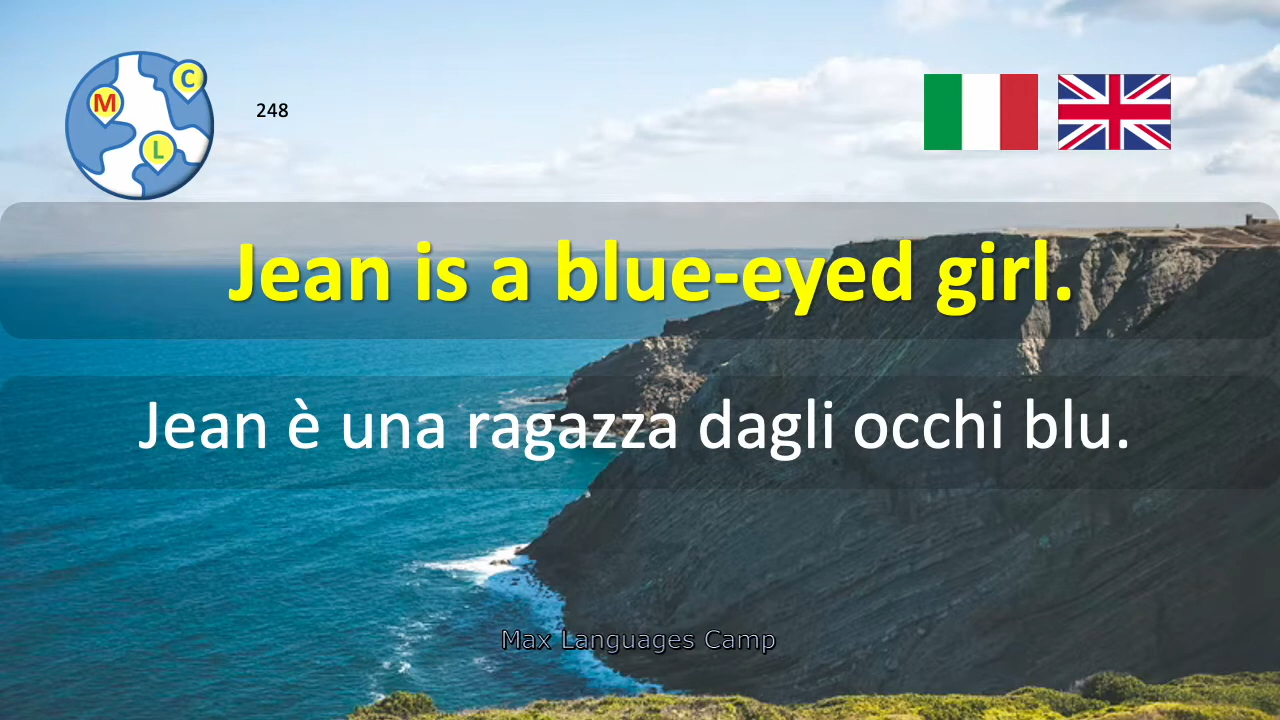 M
C
L
248
Jean is a blue-eyed girl.
Jean è una ragazza dagli occhi blu.
Max Languages Camp